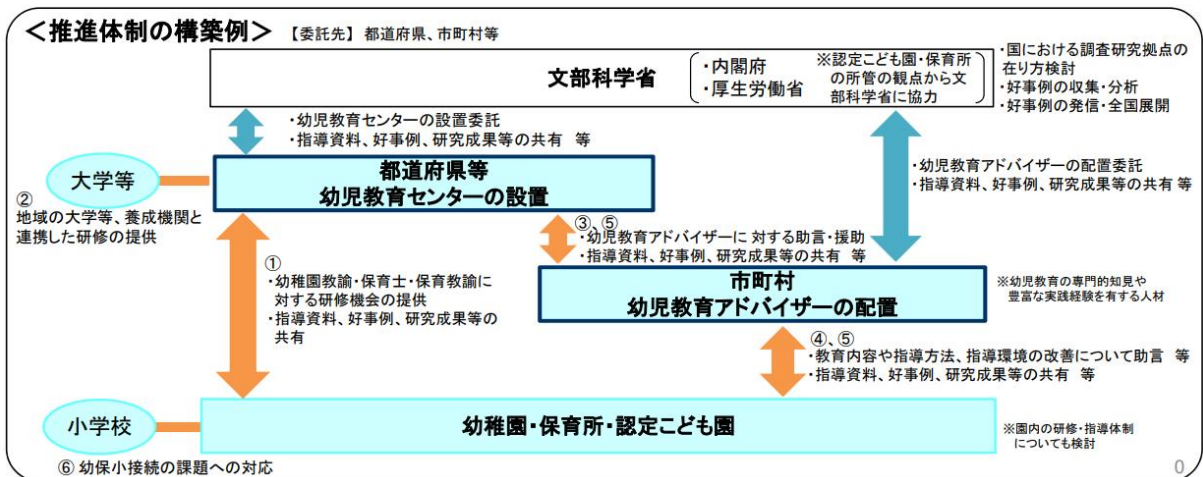 ＜推進体制の構築例＞ 【委託先】 都道府県、市町村等
文部科学省
・内閣府
・厚生労働省
※認定こども園・保育所
の所管の観点から文
部科学省に協力
・国における調査研究拠点の
在り方検討
・好事例の収集・分析
・好事例の発信・全国展開
・幼児教育センターの設置委託
・指導資料、好事例、研究成果等の共有 等
大学等
都道府県等
幼児教育センターの設置
・幼児教育アドバイザーの配置委託
・指導資料、好事例、研究成果等の共有 等
②
地域の大学等、養成機関と
連携した研修の提供
③、⑤
・幼児教育アドバイザーに 対する助言・援助
・指導資料、好事例、研究成果等の共有 等
①
・幼稚園教諭・保育士・保育教諭に
対する研修機会の提供
・指導資料、好事例、研究成果等の
共有
市町村
幼児教育アドバイザーの配置
※幼児教育の専門的知見や
豊富な実践経験を有する人材
④、⑤
・教育内容や指導方法、指導環境の改善について助言 等
・指導資料、好事例、研究成果等の共有 等
小学校
幼稚園・保育所・認定こども園
※園内の研修・指導体制
についても検討
⑥ 幼保小接続の課題への対応
0